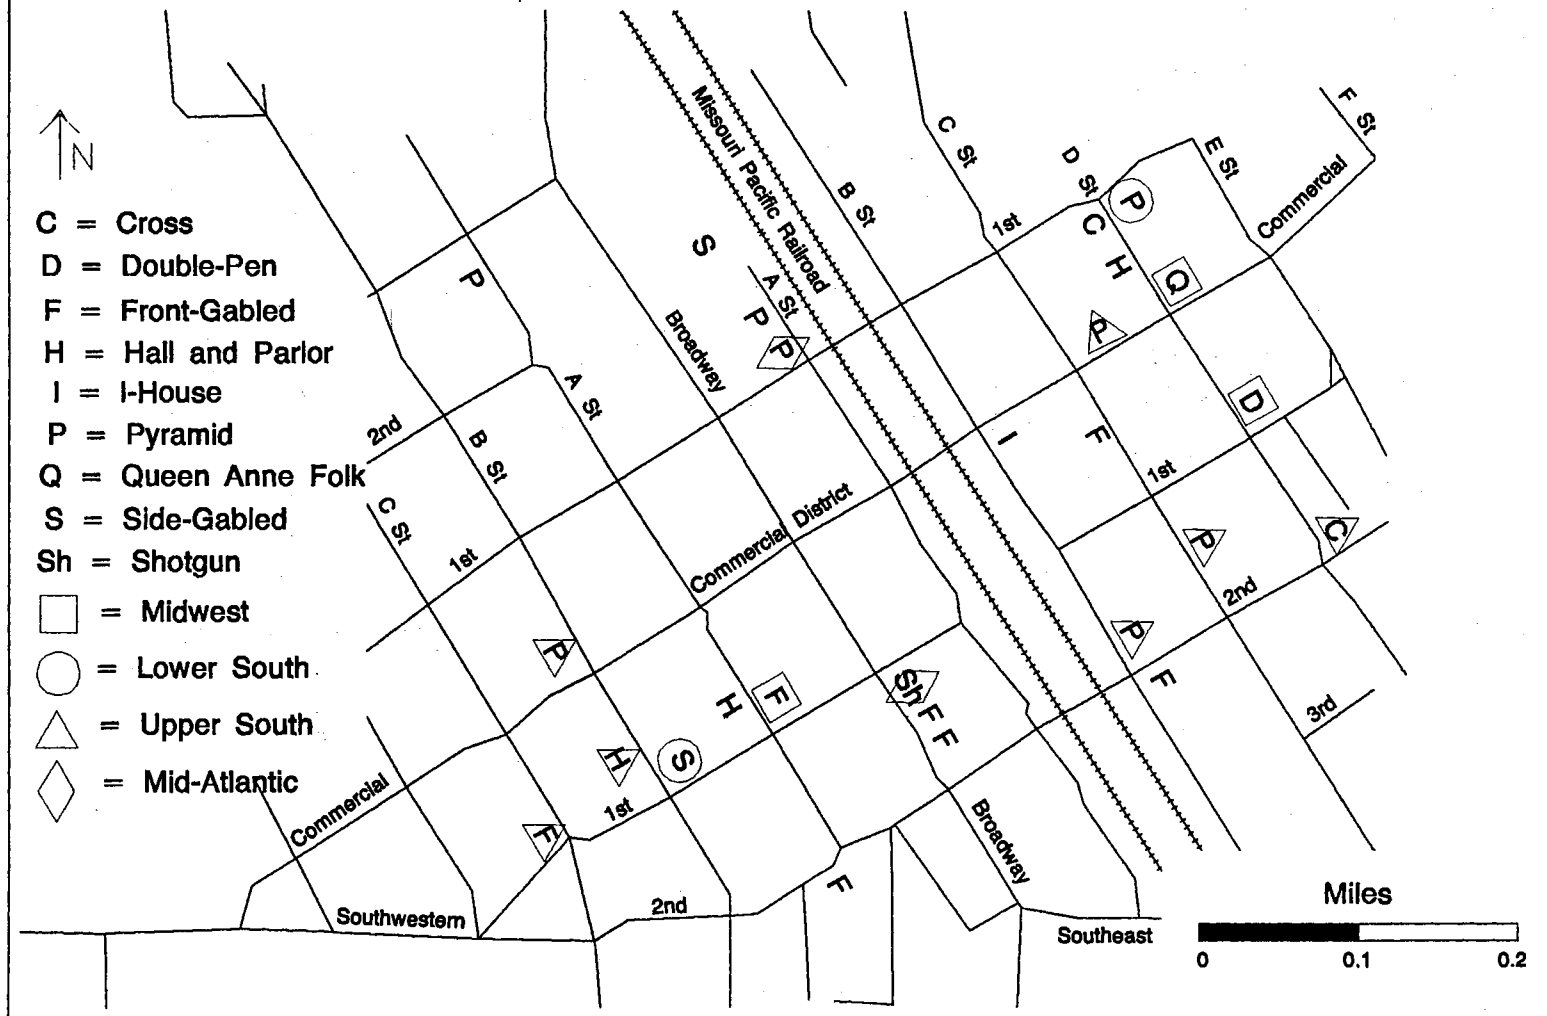 N
C = Cross
D = Double-Pen
F = Front-Gabled
H = Hall and Parlor
I = I-House
P = Pyramid
Q = Queen Anne Folk
S = Side-Gabled
Sh = Shotgun
= Midwest
= Lower South
= Upper South
= Mid-Atlantic
Missouri Pacific Railroad
B St
C St
D St
E St
F St
Commercial
1st
P
C
H
Q
P
S
A St
P
P
Broadway
P
A St
2nd
B St
C St
1st
Commercial District
I
F
D
1st
P
C
2nd
P
F
3rd
P
H
F
Sh
F
F
H
S
1st
F
Commercial
Broadway
F
2nd
Southwestern
Southeast
Miles
0 0.1 0.2